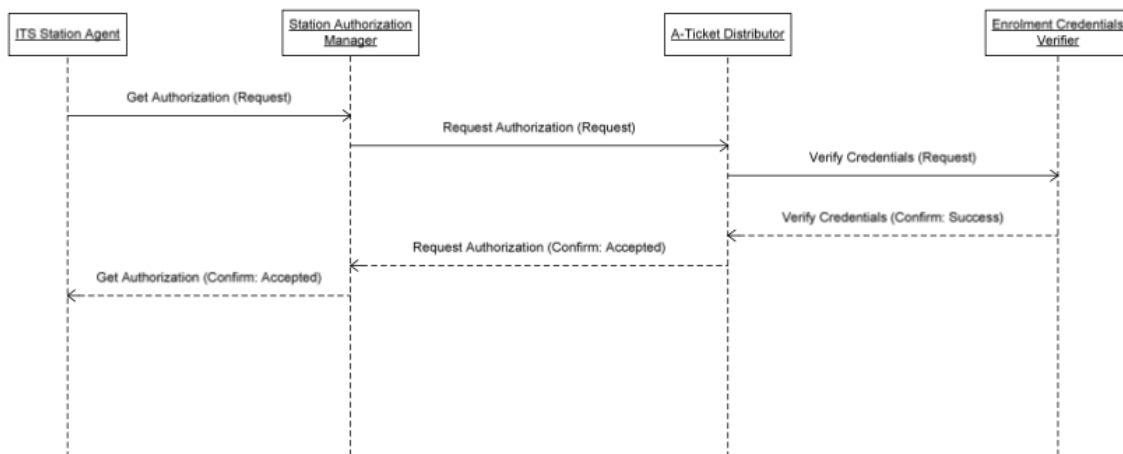 ITS Station Agent
Station Authorization
Manager
A-Ticket Distributor
Enrolment Credentials
Verifier
Get Authorization (Request)
Request Authorization (Request)
Verify Credentials (Request)
Verify Credentials (Confirm: Success)
Request Authorization (Confirm: Accepted)
Get Authorization (Confirm: Accepted)